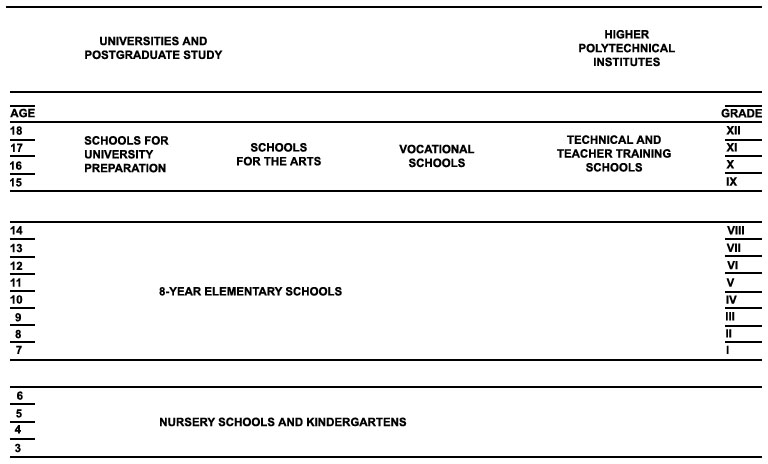 UNIVERSITIES AND
POSTGRADUATE STUDY
HIGHER
POLYTECHNICAL
INSTITUTES
AGE GRADE
18 XII
17 XI
16 X
15 IX
SCHOOLS FOR
UNIVERSITY
PREPARATION
SCHOOLS
FOR THE ARTS
VOCATIONAL
SCHOOLS
TECHNICAL AND
TEACHER TRAINING
SCHOOLS
14 VIII
13 VII
12 VI
11 V
10 IV
9 III
8 II
7 I
8-YEAR ELEMENTARY SCHOOLS
6
5
4
3
NURSERY SCHOOLS AND KINDERGARTENS